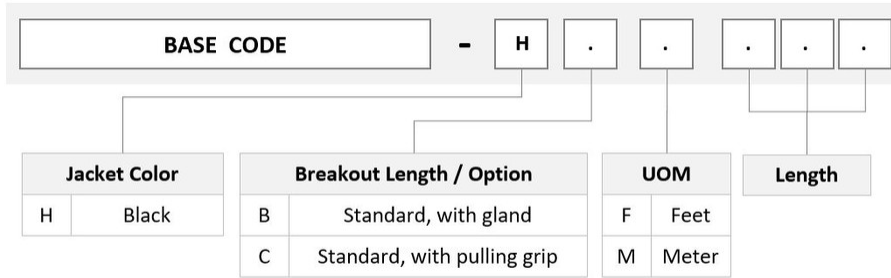 BASE CODE - H . . . . .
Jacket Color Breakout Length / Option UOM Length
H Black B Standard, with gland F Feet
C Standard, with pulling grip M Meter